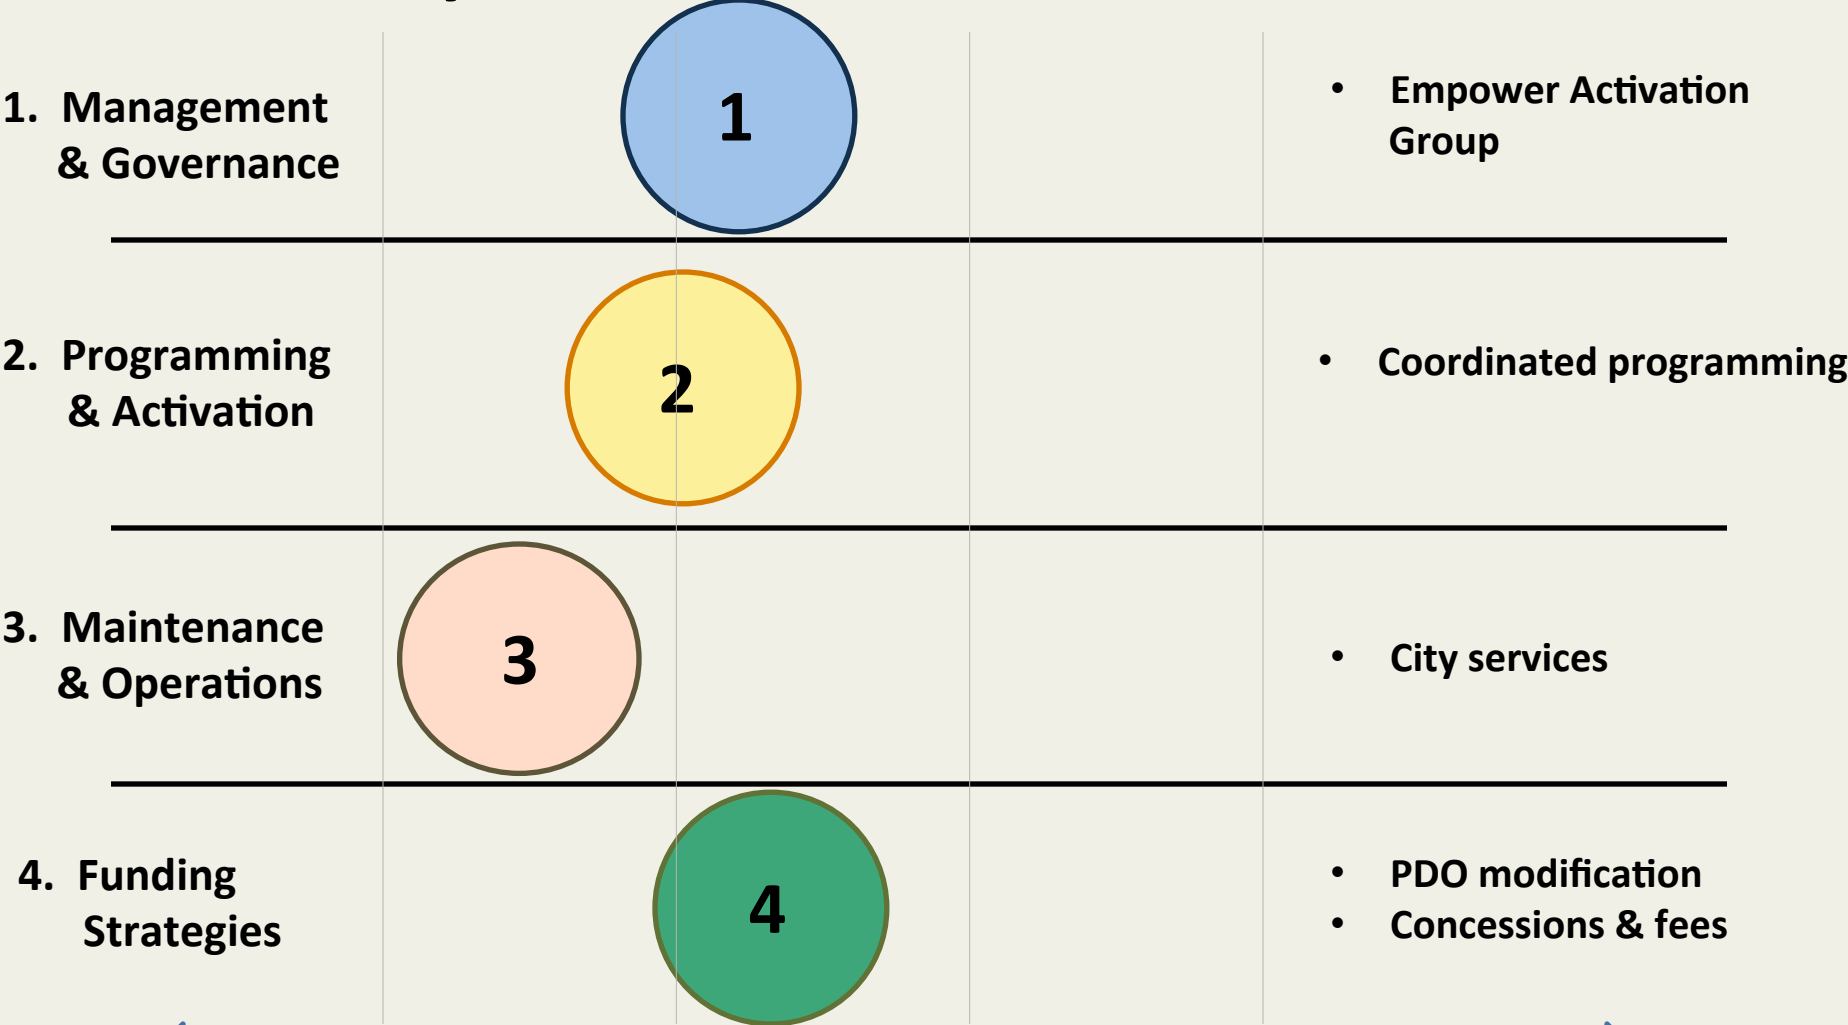 1. Management
& Governance
1
• Empower Activation
Group
2. Programming
& Activation
2
• Coordinated programming
3. Maintenance
& Operations
3
• City services
4. Funding
Strategies
4
• PDO modification
• Concessions & fees